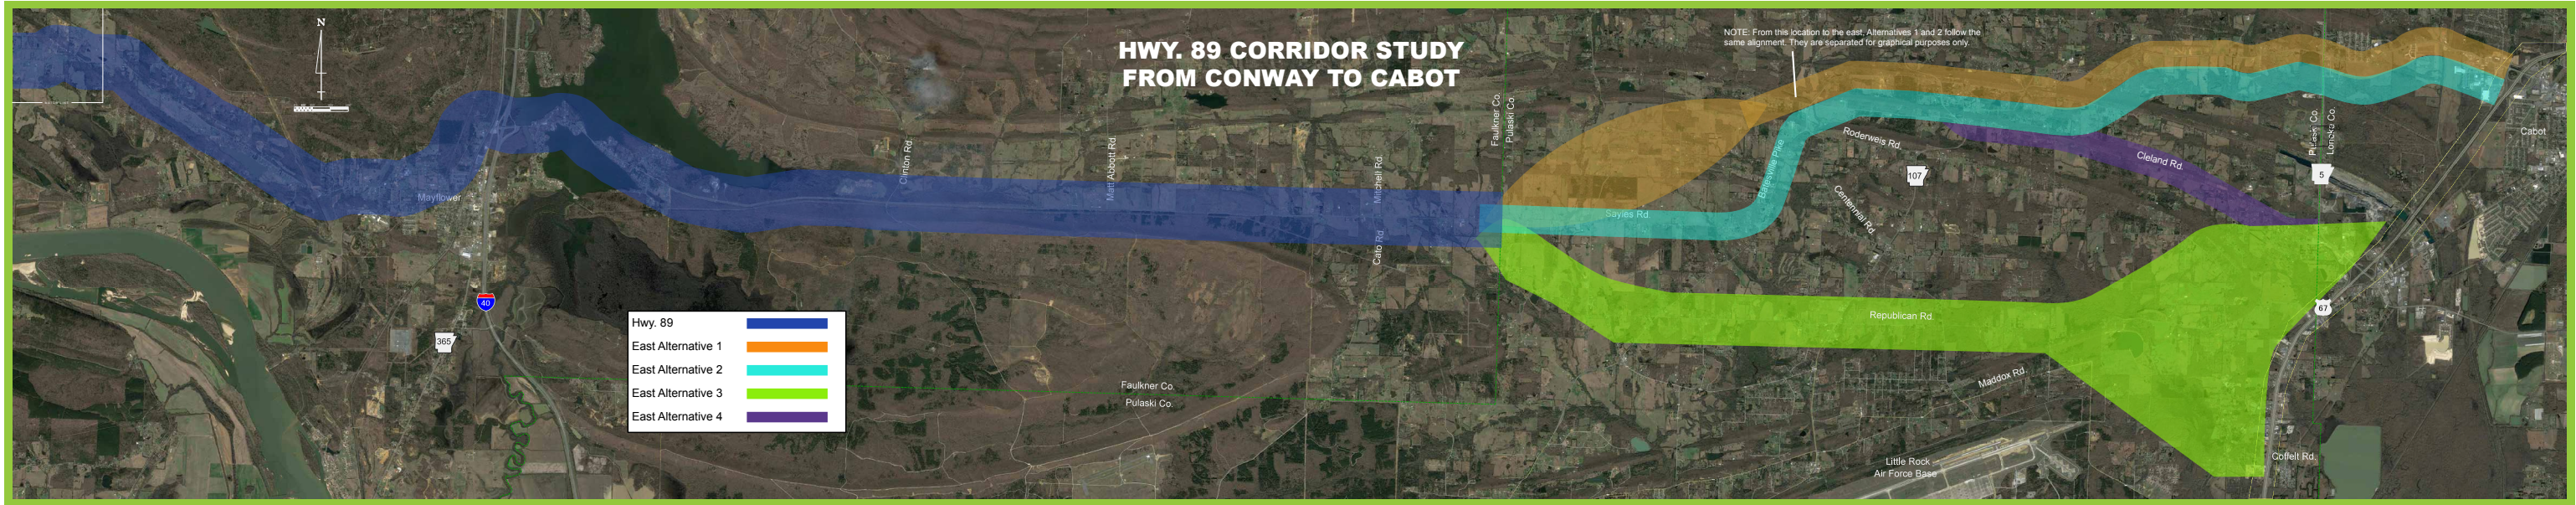 N
HWY. 89 CORRIDOR STUDY
FROM CONWAY TO CABOT
NOTE: From this location to the east, Alternatives 1 and 2 follow the
same alignment. They are separated for graphical purposes only.
Faulkner Co.
Pulaski Co.
Pulaski Co.
Lonoke Co.
Cabot
Clinton Rd.
Matt Abbott Rd.
Mitchell Rd.
Cato Rd.
Batesville Pike
Roderweis Rd.
Cleland Rd.
107
5
Mayflower
Sayles Rd
Centennial Rd.
40
365
67
Republican Rd.
Hwy. 89
East Alternative 1
East Alternative 2
East Alternative 3
East Alternative 4
Faulkner Co.
Pulaski Co.
Maddox Rd.
Little Rock
Air Force Base
Coffelt Rd.